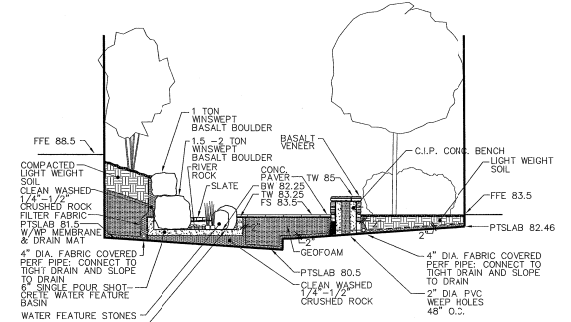 1 TON
WINSWEPT
BASALT BOULDER
1.5 -2 TON
WINSWEPT
BASALT BOULDER
RIVER
ROCK
SLATE
FFE 88.5
COMPACTED
LIGHT WEIGHT
SOIL
CLEAN WASHED
1/4"-1/2"
CRUSHED ROCK
FILTER FABRIC
PTSLAB 81.5
W/WP MEMBRANE
& DRAIN MAT
4" DIA. FABRIC COVERED
PERF PIPE: CONNECT TO
TIGHT DRAIN AND SLOPE
TO DRAIN
6" SINGLE POUR SHOT-
CRETE WATER FEATURE
BASIN
WATER FEATURE STONES
CONC.
PAVER
BW 82.25
TW 83.25
FS 83.5
BASALT
VENEER
TW 85
C.I.P. CONC. BENCH
LIGHT WEIGHT
SOIL
FFE 83.5
PTSLAB 82.46
2"
2"
GEOFOAM
PTSLAB 80.5
CLEAN WASHED
1/4"-1/2"
CRUSHED ROCK
4" DIA. FABRIC COVERED
PERF PIPE: CONNECT TO
TIGHT DRAIN AND SLOPE
TO DRAIN
2" DIA PVC
WEEP HOLES
48" O.C.